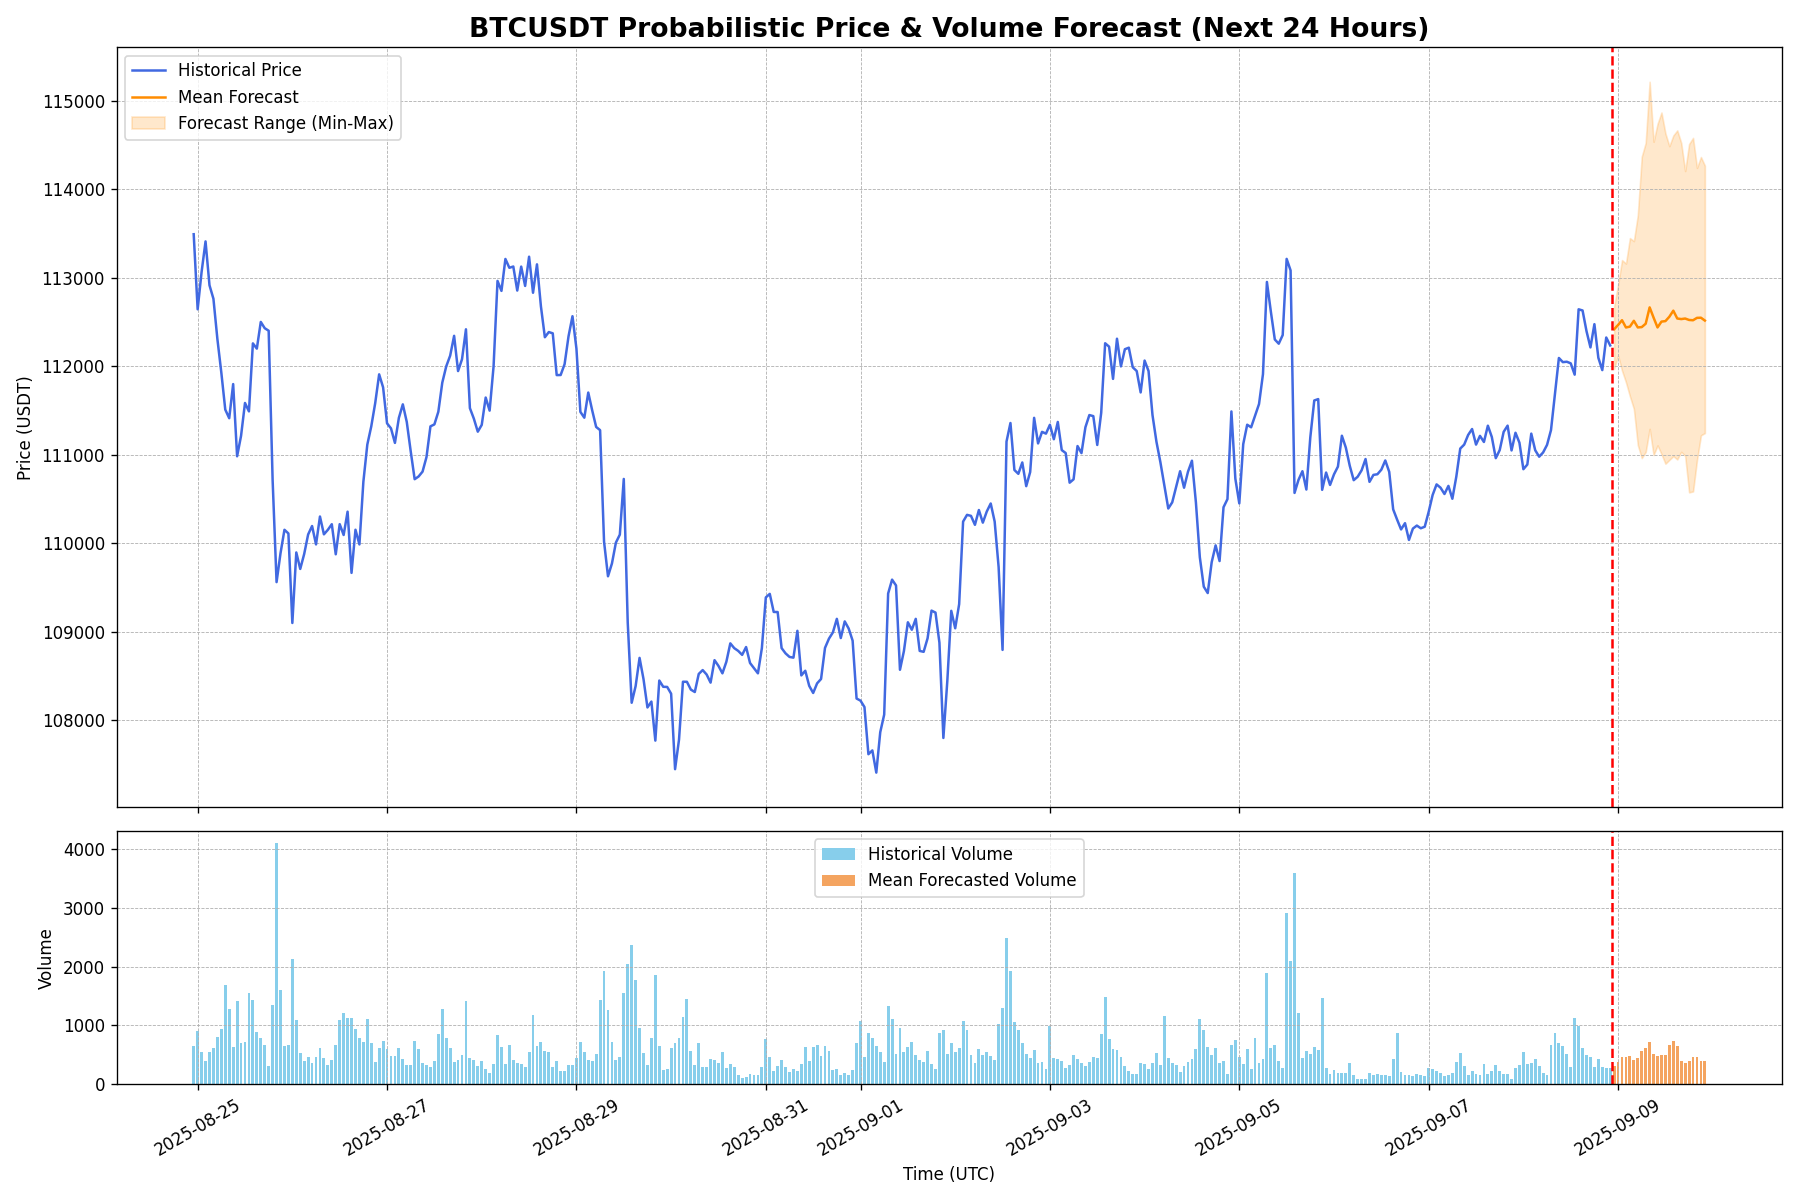 BTCUSDT Probabilistic Price & Volume Forecast (Next 24 Hours)
Historical Price
Mean Forecast
Forecast Range (Min-Max)
Price (USDT)
115000
114000
113000
112000
111000
110000
109000
108000
Historical Volume
Mean Forecasted Volume
Volume
4000
3000
2000
1000
0
2025-08-25
2025-08-27
2025-08-29
2025-08-31
2025-09-01
2025-09-03
2025-09-05
2025-09-07
2025-09-09
Time (UTC)